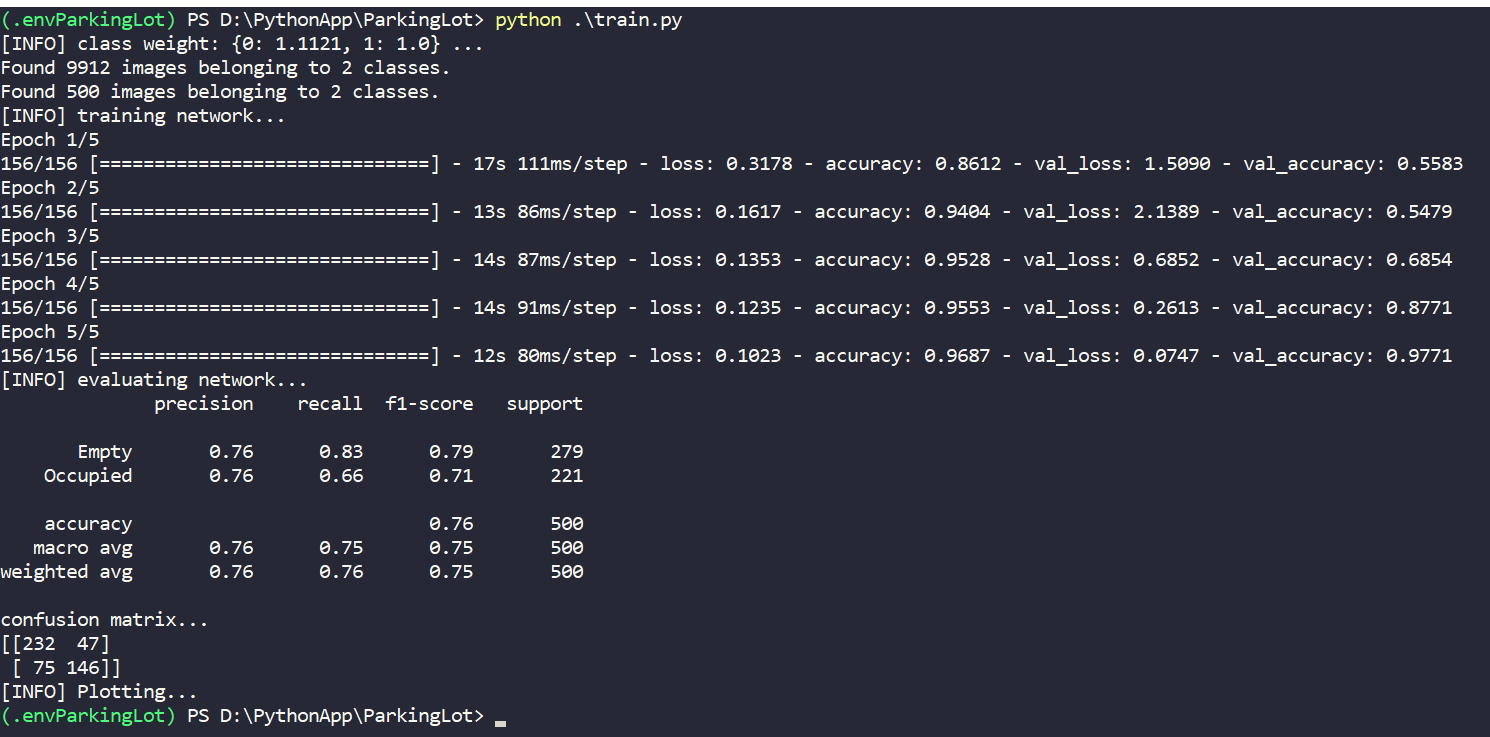 (.envParkingLot) PS D:\PythonApp\ParkingLot> python .\train.py
[INFO] class weight: {0: 1.1121, 1: 1.0} ...
Found 9912 images belonging to 2 classes.
Found 500 images belonging to 2 classes.
[INFO] training network...
Epoch 1/5
156/156 [==============================] - 17s 111ms/step - loss: 0.3178 - accuracy: 0.8612 - val_loss: 1.5090 - val_accuracy: 0.5583
Epoch 2/5
156/156 [==============================] - 13s 86ms/step - loss: 0.1617 - accuracy: 0.9404 - val_loss: 2.1389 - val_accuracy: 0.5479
Epoch 3/5
156/156 [==============================] - 14s 87ms/step - loss: 0.1353 - accuracy: 0.9528 - val_loss: 0.6852 - val_accuracy: 0.6854
Epoch 4/5
156/156 [==============================] - 14s 91ms/step - loss: 0.1235 - accuracy: 0.9553 - val_loss: 0.2613 - val_accuracy: 0.8771
Epoch 5/5
156/156 [==============================] - 12s 80ms/step - loss: 0.1023 - accuracy: 0.9687 - val_loss: 0.0747 - val_accuracy: 0.9771
[INFO] evaluating network...
              precision    recall  f1-score   support

       Empty       0.76      0.83      0.79       279
    Occupied       0.76      0.66      0.71       221

    accuracy                           0.76       500
   macro avg       0.76      0.75      0.75       500
weighted avg       0.76      0.76      0.75       500

confusion matrix...
[[232  47]
 [ 75 146]]
[INFO] Plotting...
(.envParkingLot) PS D:\PythonApp\ParkingLot>